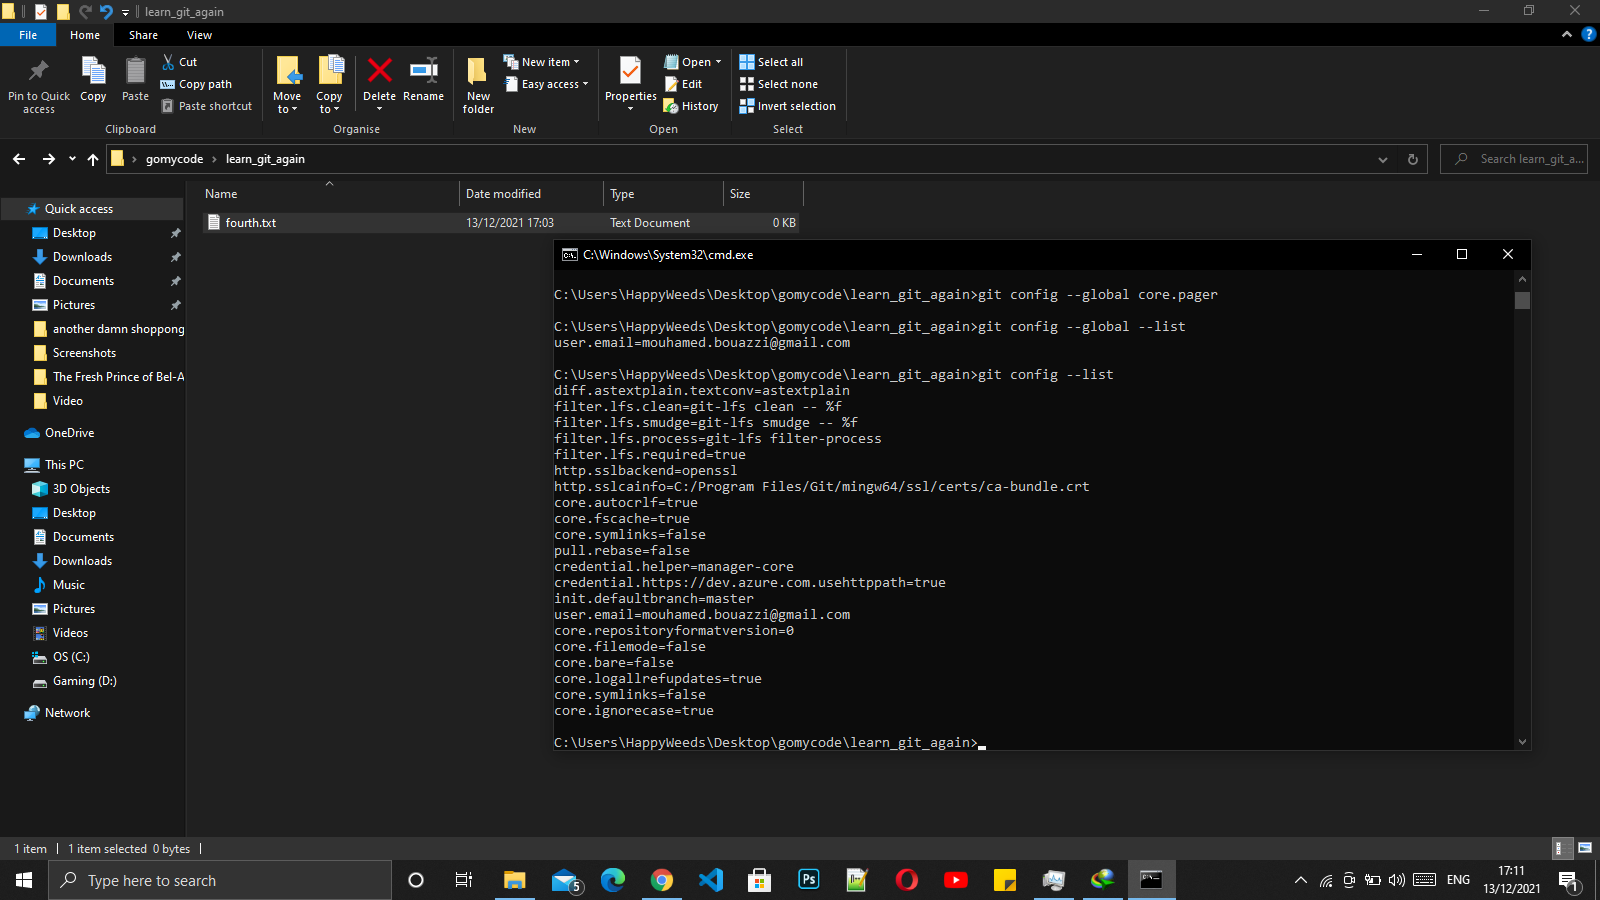 learn_git_again
File
Home
Share
View
Pin to Quick access
Copy
Paste
Cut
Copy path
Paste shortcut
Clipboard
Move to
Copy to
Delete
Rename
Organise
New folder
New item
Easy access
New
Properties
Open
Edit
History
Open
Select all
Select none
Invert selection
Select
gomycode > learn_git_again
Search learn_git_a...
Name
Date modified
Type
Size
fourth.txt
13/12/2021 17:03
Text Document
0 KB
Quick access
Desktop
Downloads
Documents
Pictures
another damn shoppong
Screenshots
The Fresh Prince of Bel-A
Video
OneDrive
This PC
3D Objects
Desktop
Documents
Downloads
Music
Pictures
Videos
OS (C:)
Gaming (D:)
Network
C:\Windows\System32\cmd.exe
C:\Users\HappyWeeds\Desktop\gomycode\learn_git_again>git config --global core.pager
C:\Users\HappyWeeds\Desktop\gomycode\learn_git_again>git config --global --list
user.email=mouhamed.bouazzi@gmail.com
C:\Users\HappyWeeds\Desktop\gomycode\learn_git_again>git config --list
diff.astextplain.textconv=astextplain
filter.lfs.clean=git-lfs clean -- %f
filter.lfs.smudge=git-lfs smudge -- %f
filter.lfs.process=git-lfs filter-process
filter.lfs.required=true
http.sslbackend=openssl
http.sslcainfo=C:/Program Files/Git/mingw64/ssl/certs/ca-bundle.crt
core.autocrlf=true
core.fscache=true
core.symlinks=false
pull.rebase=false
credential.helper=manager-core
credential.https://dev.azure.com.usehttppath=true
init.defaultbranch=master
user.email=mouhamed.bouazzi@gmail.com
core.repositoryformatversion=0
core.filemode=false
core.bare=false
core.logallrefupdates=true
core.symlinks=false
core.ignorecase=true
C:\Users\HappyWeeds\Desktop\gomycode\learn_git_again>
1 item
1 item selected 0 bytes
Type here to search
5
Ps
ENG
17:11
13/12/2021
1